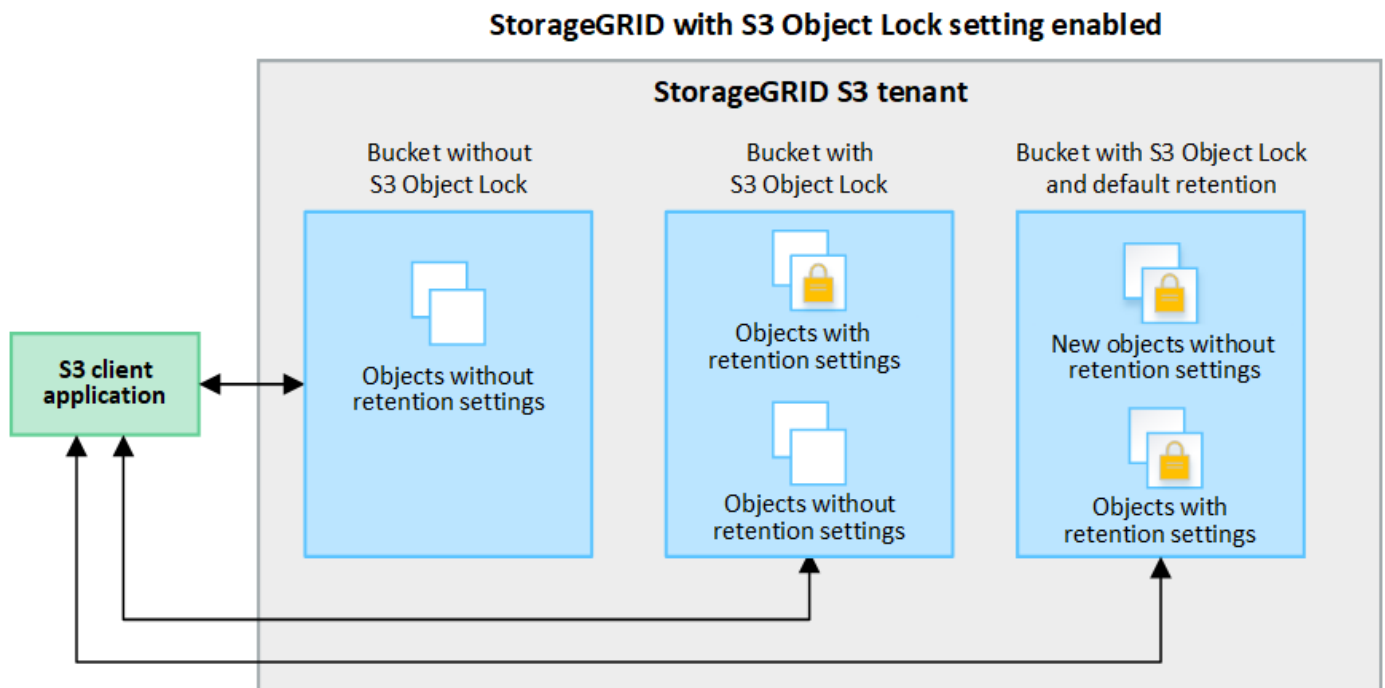 StorageGRID with S3 Object Lock setting enabled
StorageGRID S3 tenant
Bucket without
S3 Object Lock
Objects without
retention settings
Bucket with
S3 Object Lock
Objects with
retention settings
Objects without
retention settings
Bucket with S3 Object Lock
and default retention
New objects without
retention settings
Objects with
retention settings
S3 client
application